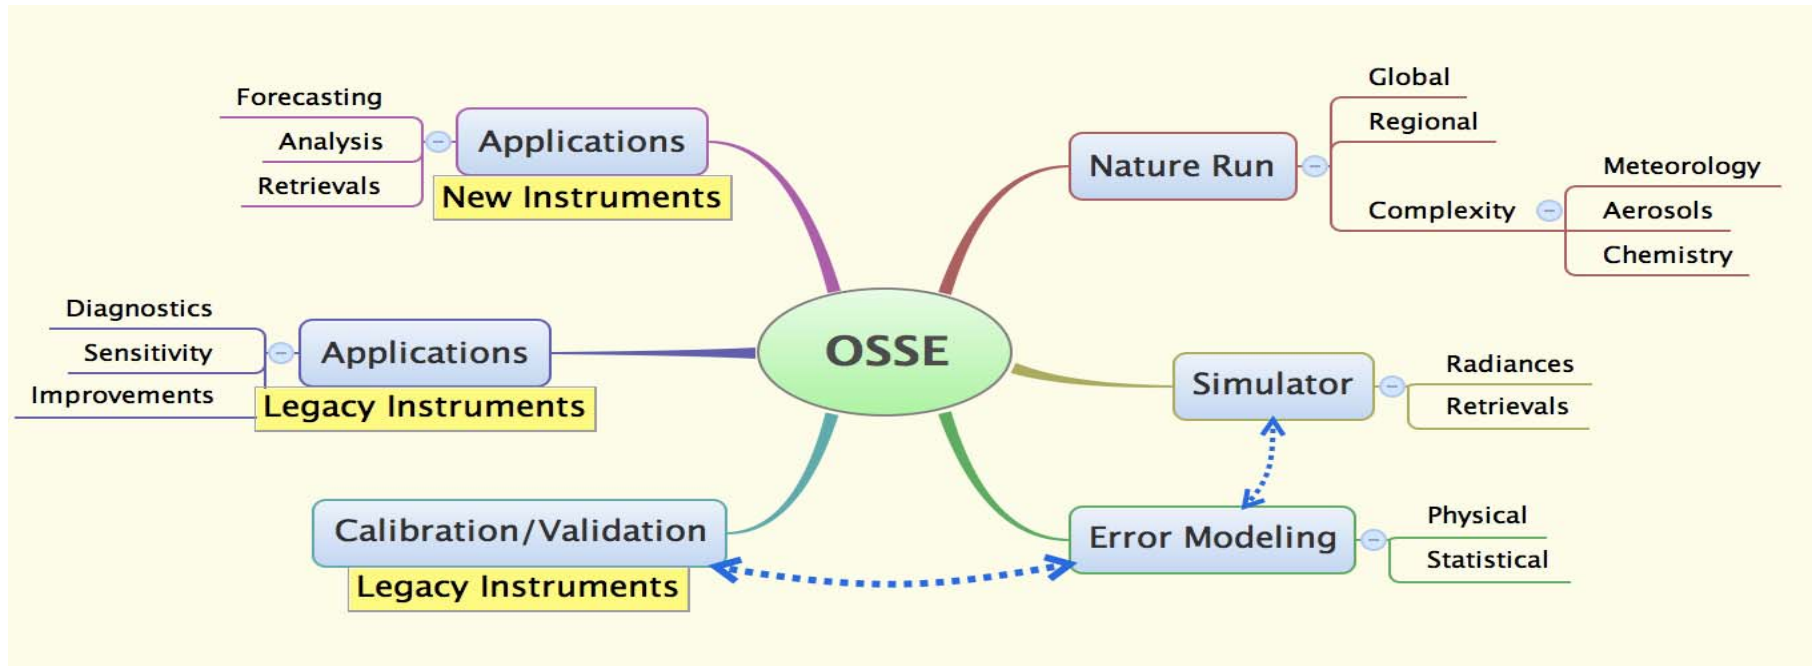 Forecasting
Analysis
Retrievals
Applications
New Instruments
Diagnostics
Sensitivity
Improvements
Applications
Legacy Instruments
Calibration/Validation
Legacy Instruments
OSSE
Nature Run
Global
Regional
Complexity
Meteorology
Aerosols
Chemistry
Simulator
Radiances
Retrievals
Error Modeling
Physical
Statistical